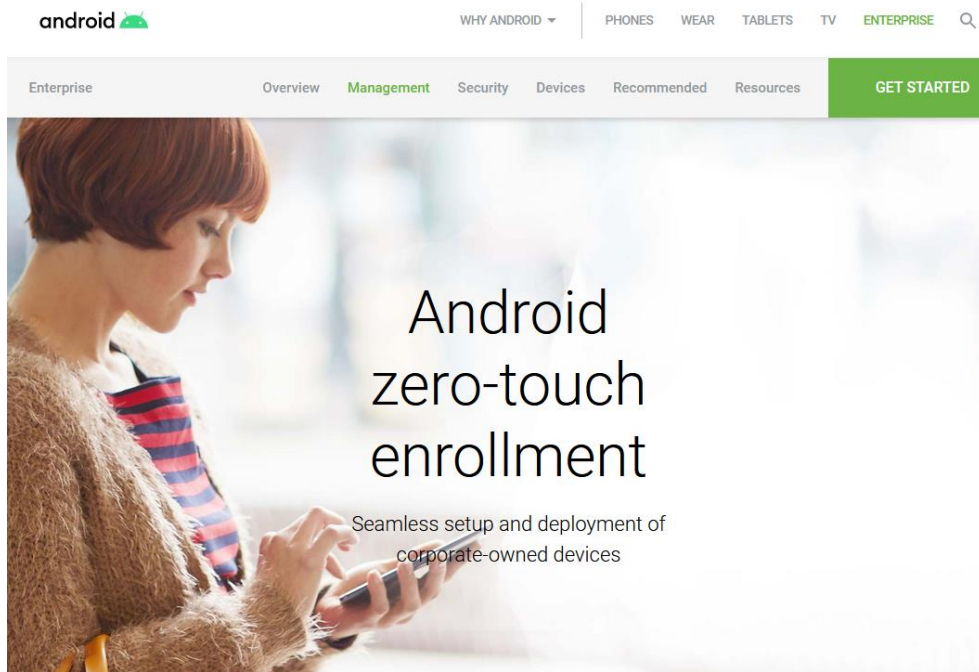 android
WHY ANDROID
PHONES
WEAR
TABLETS
TV
ENTERPRISE
Enterprise
Overview
Management
Security
Devices
Recommended
Resources
GET STARTED
Android
zero-touch
enrollment
Seamless setup and deployment of
corporate-owned devices